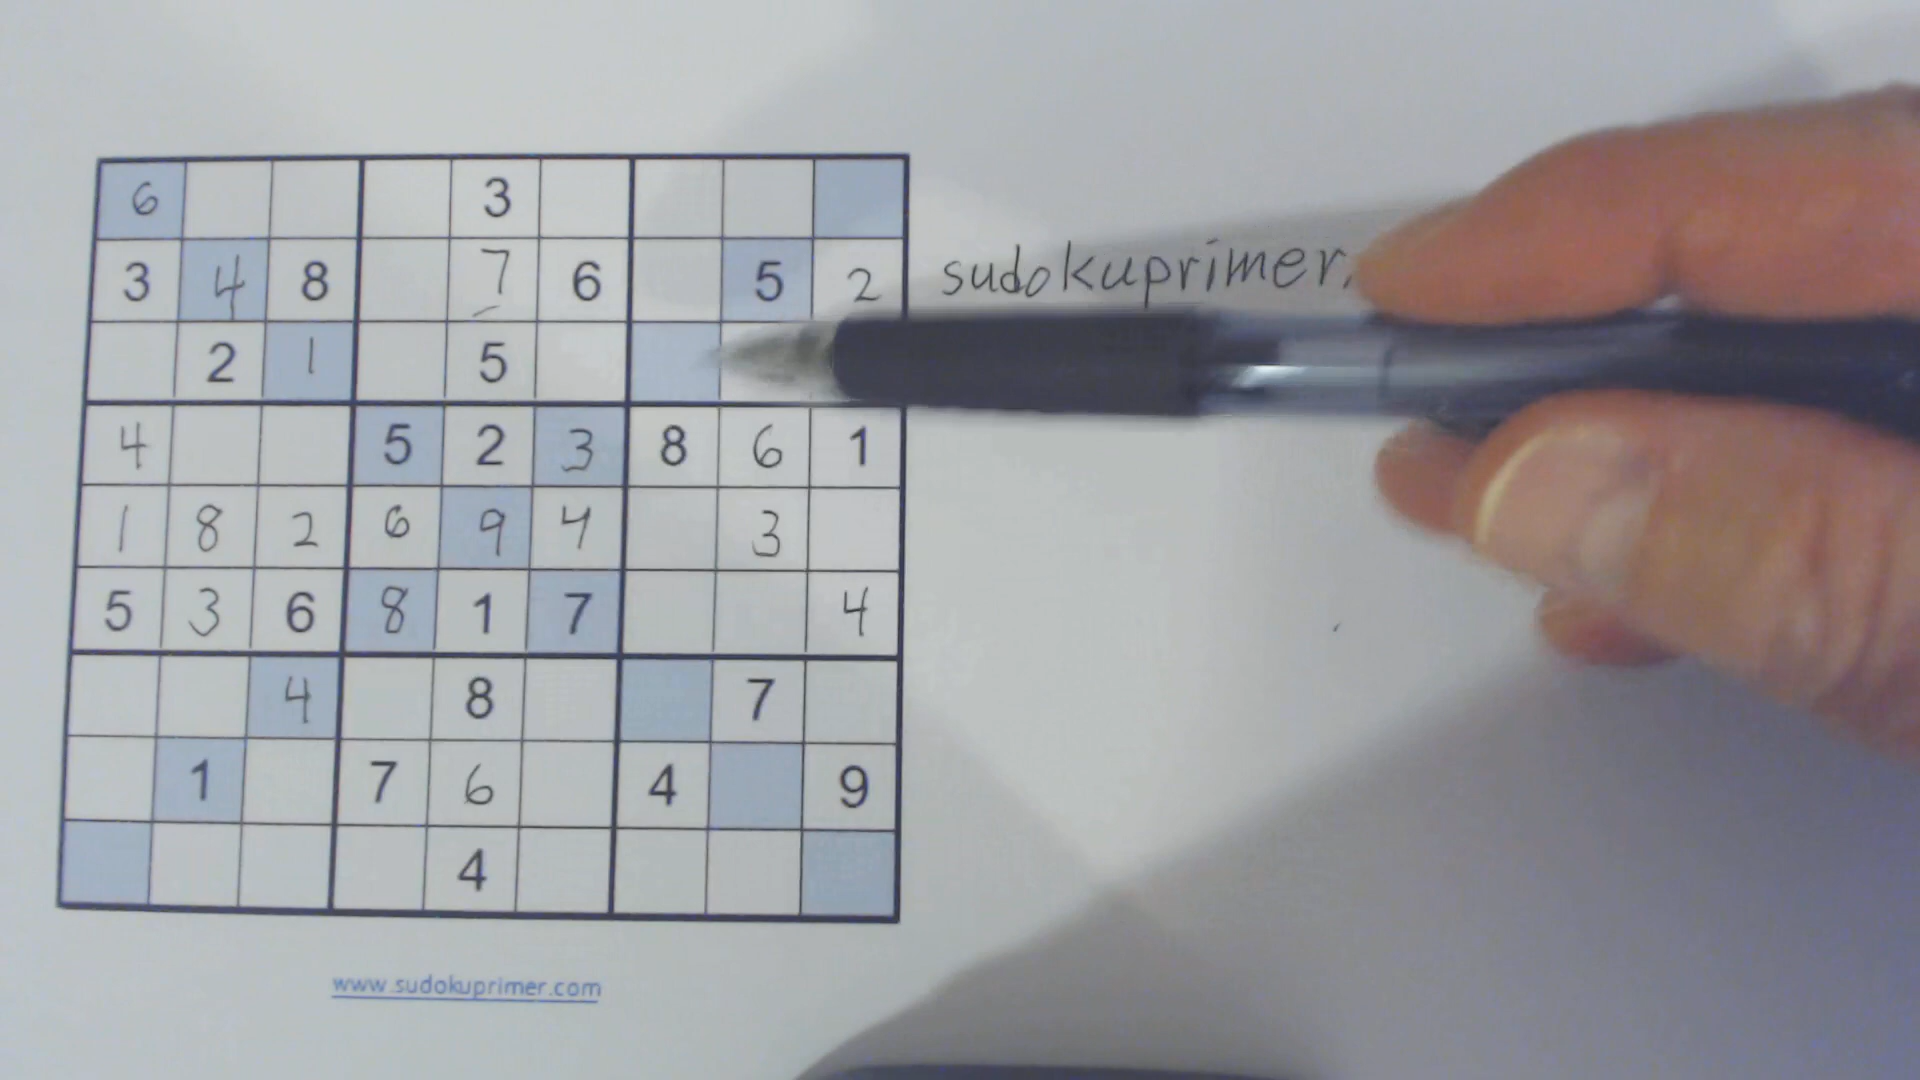 6 3
3 4 8 7 6 5 2 sudokuprimer.
2 1 5
4 5 2 3 8 6 1
1 8 2 6 9 4 3
5 3 6 8 1 7 4
4 8 7
1 7 6 4 9
4
www.sudokuprimer.com